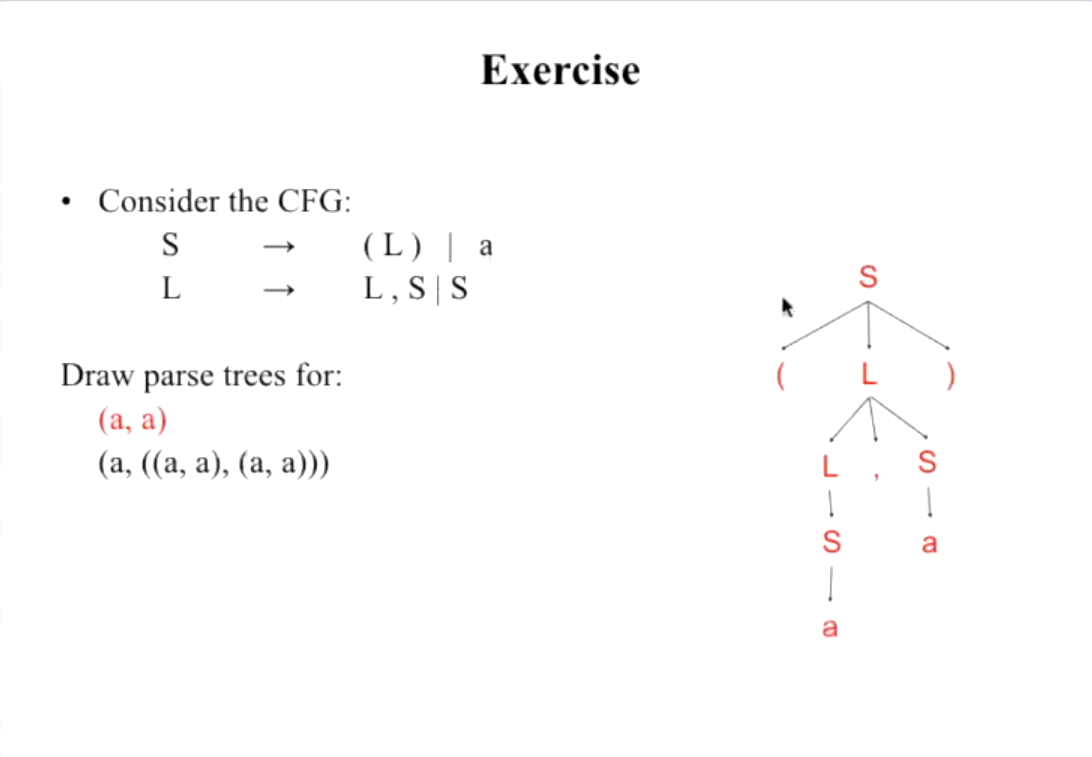 Exercise
• Consider the CFG:
S → ( L ) | a
L → L , S | S
Draw parse trees for:
(a, a)
(a, ((a, a), (a, a)))
S
( L )
L , S
S a
a